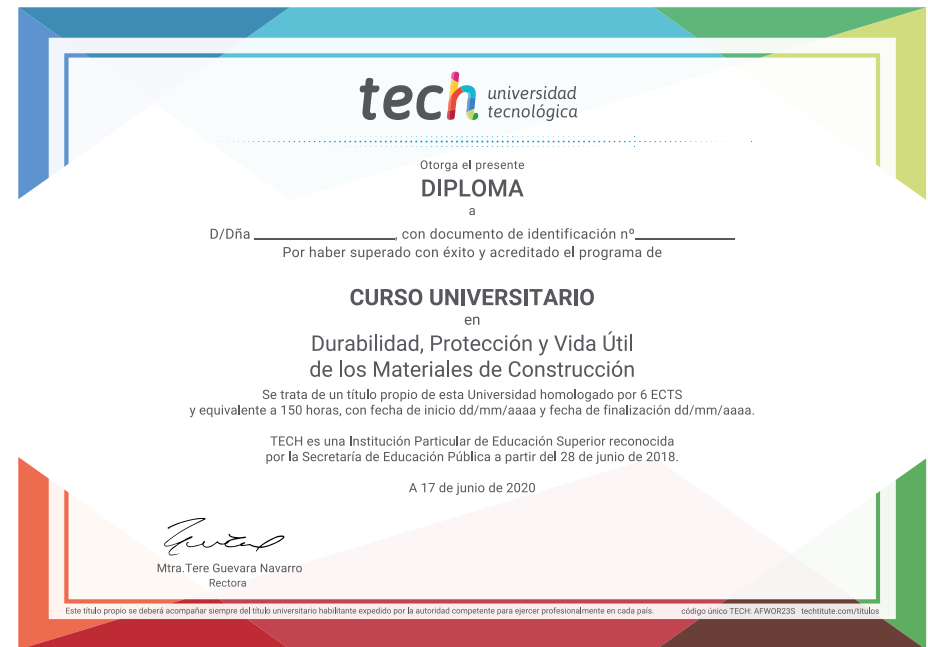 tech universidad
tecnológica
Otorga el presente
DIPLOMA
a
D/Dña ____________________, con documento de identificación nº______________
Por haber superado con éxito y acreditado el programa de
CURSO UNIVERSITARIO
en
Durabilidad, Protección y Vida Útil
de los Materiales de Construcción
Se trata de un título propio de esta Universidad homologado por 6 ECTS
y equivalente a 150 horas, con fecha de inicio dd/mm/aaaa y fecha de finalización dd/mm/aaaa.
TECH es una Institución Particular de Educación Superior reconocida
por la Secretaría de Educación Pública a partir del 28 de junio de 2018.
A 17 de junio de 2020
Mtra.Tere Guevara Navarro
Rectora
Este título propio se deberá acompañar siempre del título universitario habilitante expedido por la autoridad competente para ejercer profesionalmente en cada país. código único TECH: AFWOR23S techtitute.com/titulos